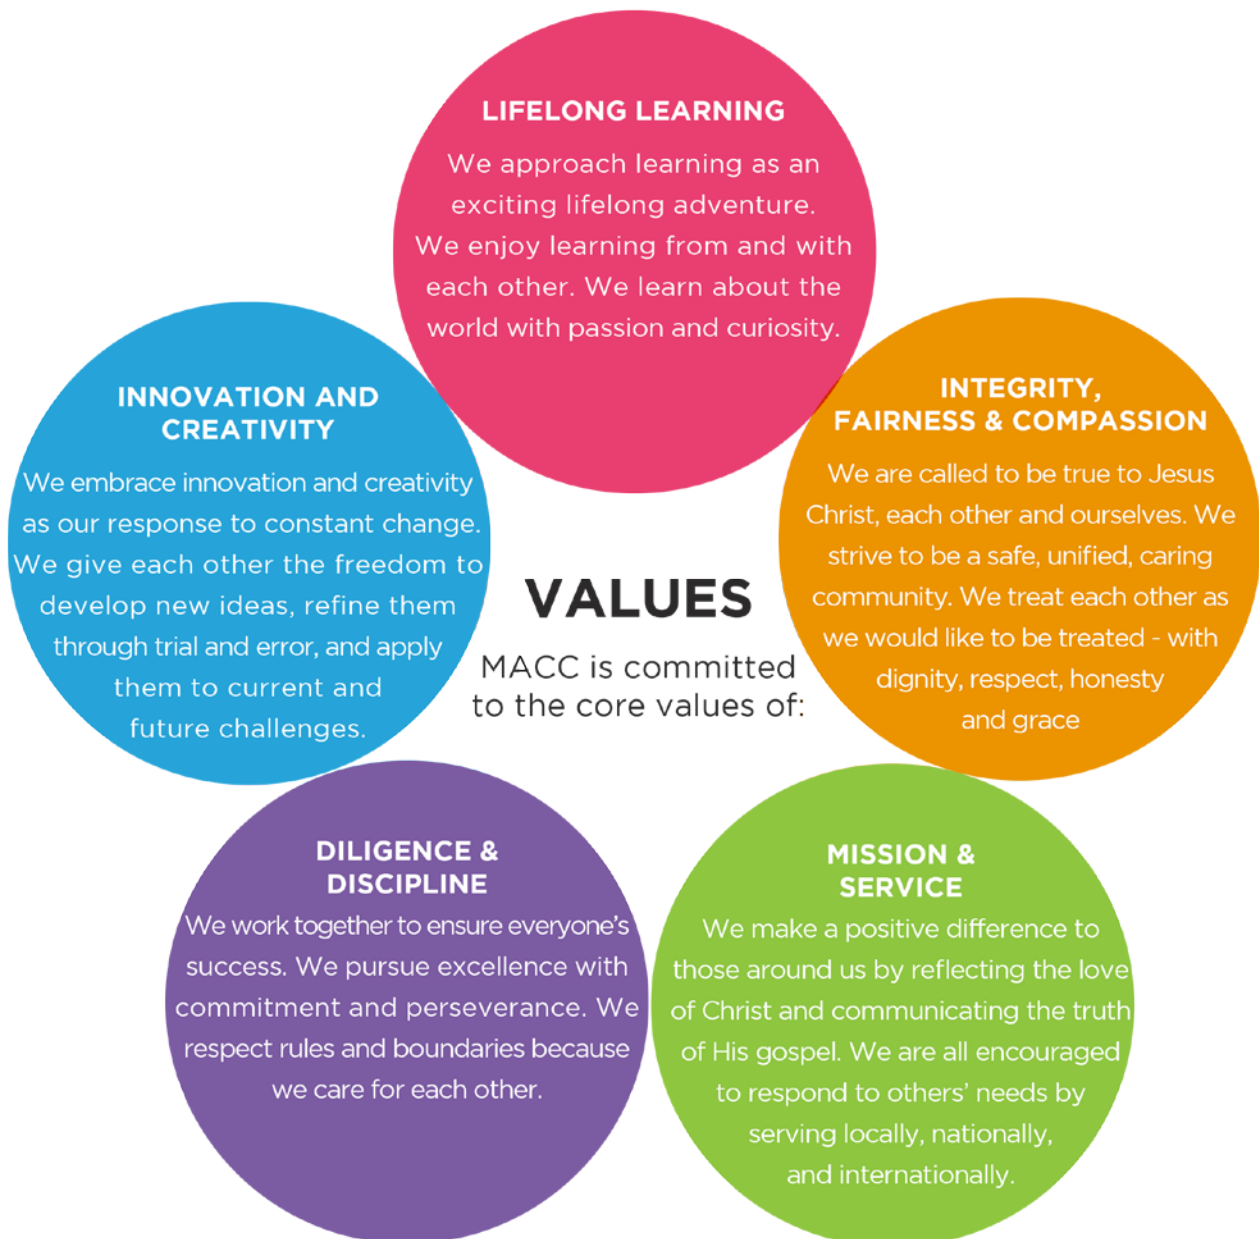 LIFELONG LEARNING
We approach learning as an
exciting lifelong adventure.
We enjoy learning from and with
each other. We learn about the
world with passion and curiosity.
INNOVATION AND
CREATIVITY
We embrace innovation and creativity
as our response to constant change.
We give each other the freedom to
develop new ideas, refine them
through trial and error, and apply
them to current and
future challenges.
INTEGRITY,
FAIRNESS & COMPASSION
We are called to be true to Jesus
Christ, each other and ourselves. We
strive to be a safe, unified, caring
community. We treat each other as
we would like to be treated - with
dignity, respect, honesty
and grace
VALUES
MACC is committed
to the core values of:
DILIGENCE &
DISCIPLINE
We work together to ensure everyone’s
success. We pursue excellence with
commitment and perseverance. We
respect rules and boundaries because
we care for each other.
MISSION &
SERVICE
We make a positive difference to
those around us by reflecting the love
of Christ and communicating the truth
of His gospel. We are all encouraged
to respond to others’ needs by
serving locally, nationally,
and internationally.